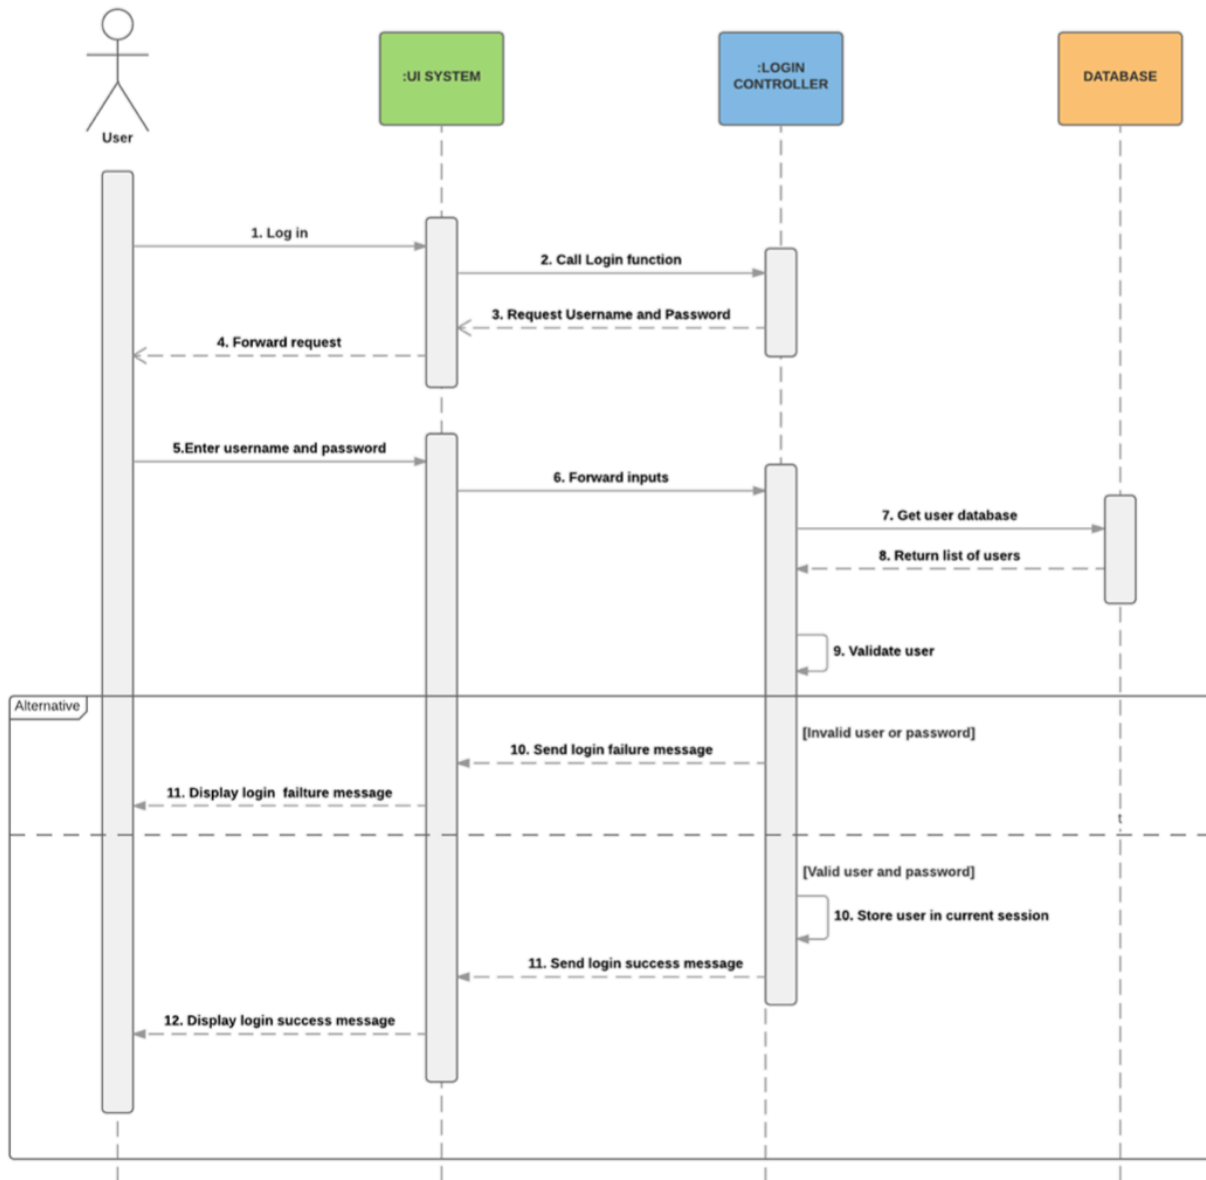 :UI SYSTEM
:LOGIN
CONTROLLER
DATABASE
User
1. Log in
2. Call Login function
3. Request Username and Password
4. Forward request
5.Enter username and password
6. Forward inputs
7. Get user database
8. Return list of users
9. Validate user
Alternative
[Invalid user or password]
10. Send login failure message
11. Display login  failture message
[Valid user and password]
10. Store user in current session
11. Send login success message
12. Display login success message